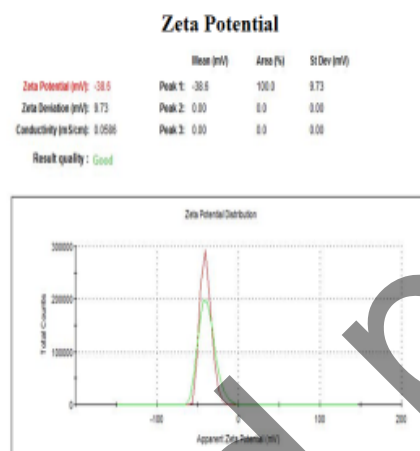 Zeta Potential
Mean (mV) Area (%) St Dev (mV)
Zeta Potential (mV): -38.6 Peak 1: -38.6 100.0 9.73
Zeta Deviation (mV): 9.73 Peak 2: 0.00 0.0 0.00
Conductivity (mS/cm): 0.0586 Peak 3: 0.00 0.0 0.00
Result quality : Good
Zeta Potential Distribution
Total Counts
300000
200000
100000
0
-100 0 100 200
Apparent Zeta Potential (mV)